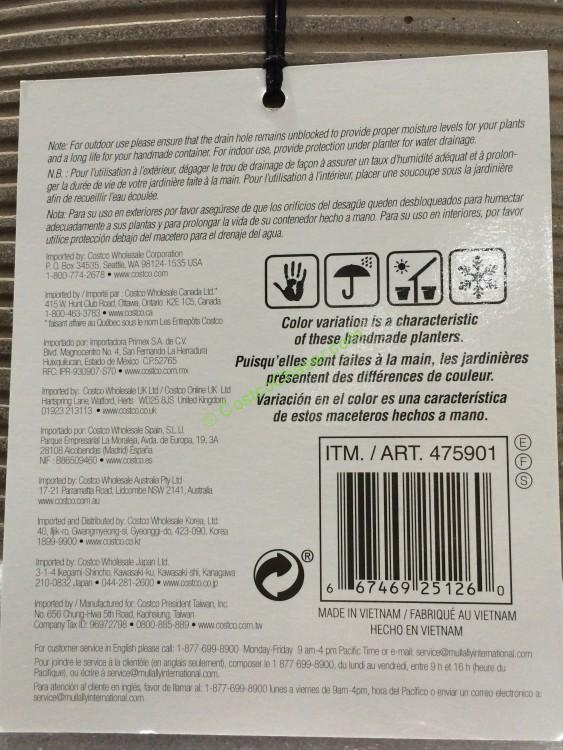 Note: For outdoor use please ensure that the drain hole remains unblocked to provide proper moisture levels for your plants
and a long life for your handmade container. For indoor use, provide protection under planter for water drainage.
N.B. : Pour l'utilisation à l'extérieur, dégager le trou de drainage de façon à assurer un taux d'humidité adéquat et à prolon-
ger la durée de vie de votre jardinière faite à la main. Pour l'utilisation à l'intérieur, placer une soucoupe sous la jardinière
afin de recueillir l'eau écoulée.
Nota: Para su uso en exteriores por favor asegúrese de que los orificios del desagüe queden desbloqueados para humectar
adecuadamente a sus plantas y para prolongar la vida de su contenedor hecho a mano. Para su uso en interiores, por favor
utilice protección debajo del macetero para el drenaje del agua.
Imported by: Costco Wholesale Corporation
P. O. Box 34535, Seattle, WA 98124-1535 USA
1-800-774-2678 • www.costco.com
Imported by / Importé par : Costco Wholesale Canada Ltd.*
415 W. Hunt Club Road, Ottawa, Ontario K2E 1C5, Canada
1-800-463-3783 • www.costco.ca
* faisant affaire au Québec sous le nom Les Entrepôts Costco
Importado por: Importadora Primex S.A. de C.V.
Blvd. Magnocentro No. 4, San Fernando La Herradura
Huixquilucan, Estado de México C.P.52765
RFC: IPR-930907-S70 • www.costco.com.mx
Imported by: Costco Wholesale UK Ltd / Costco Online UK Ltd
Hartspring Lane, Watford, Herts WD25 8JS United Kingdom
01923 213113 • www.costco.co.uk
Importado por: Costco Wholesale Spain, S.L.U.
Parque Empresarial La Moraleja, Avda. de Europa, 19, 3A
28108 Alcobendas (Madrid) España
NIF : B86509460 • www.costco.es
Imported by: Costco Wholesale Australia Pty Ltd
17-21 Parramatta Road, Lidcombe NSW 2141, Australia
www.costco.com.au
Imported and Distributed by: Costco Wholesale Korea, Ltd.
40, Iljik-ro, Gwangmyeong-si, Gyeonggi-do, 423-090, Korea
1899-9900 • www.costco.co.kr
Imported by: Costco Wholesale Japan Ltd.
3-1-4 Ikegami-Shincho, Kawasaki-ku, Kawasaki-shi, Kanagawa
210-0832 Japan • 044-281-2600 • www.costco.co.jp
Imported by / Manufactured for: Costco President Taiwan, Inc.
No. 656 Chung-Hwa 5th Road, Kaohsiung, Taiwan
Company Tax ID: 96972798 • 0800-885-889 • www.costco.com.tw
Color variation is a characteristic
of these handmade planters.
Puisqu'elles sont faites à la main, les jardinières
présentent des différences de couleur.
Variación en el color es una característica
de estos maceteros hechos a mano.
ITM. / ART. 475901
E
F
S
6 67469 25126 0
®
MADE IN VIETNAM / FABRIQUÉ AU VIETNAM
HECHO EN VIETNAM
For customer service in English please call: 1-877-699-8900 Monday-Friday 9 am-4 pm Pacific Time or e-mail: service@mullallyinternational.com
Pour joindre le service à la clientèle (en anglais seulement), composer le 1 877 699-8900, du lundi au vendredi, entre 9 h et 16 h (heure du
Pacifique), ou écrire à service@mullallyinternational.com.
Para atención al cliente en inglés, favor de llamar al: 1-877-699-8900 lunes a viernes de 9am-4pm, hora del Pacífico o enviar un correo electrónico a:
service@mullallyinternational.com